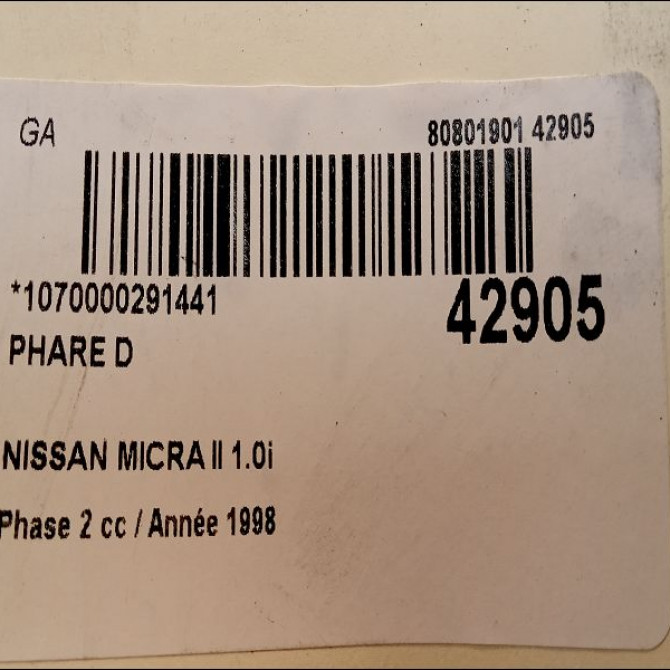 GA 80801901 42905
*1070000291441 42905
PHARE D
NISSAN MICRA II 1.0i
Phase 2 cc / Année 1998